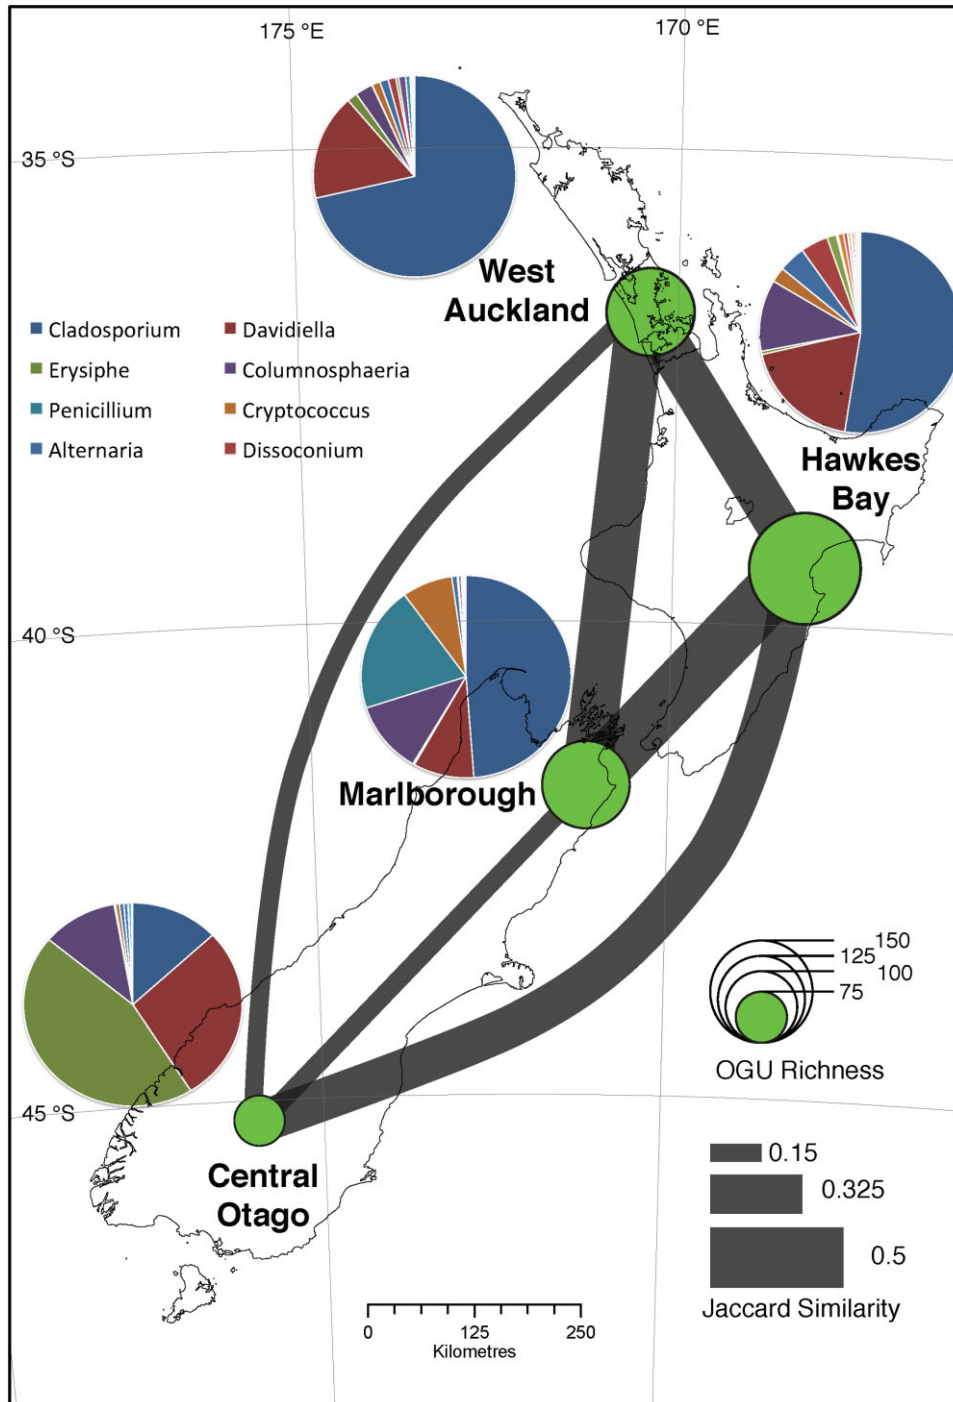 175 °E
170 °E
35 °S
West
Auckland
Cladosporium
Davidiella
Erysiphe
Columnosphaeria
Penicillium
Cryptococcus
Alternaria
Dissoconium
Hawkes
Bay
40 °S
Marlborough
150
125
100
75
OGU Richness
45 °S
Central
Otago
0.15
0.325
0.5
Jaccard Similarity
0 125 250
Kilometres